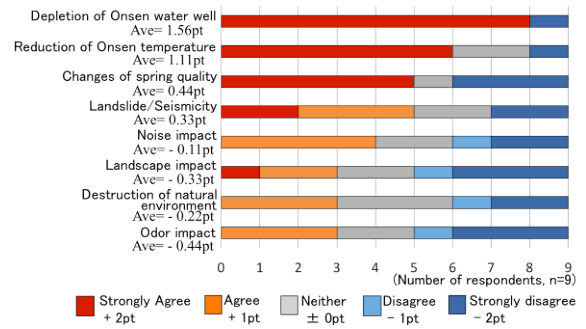 Depletion of Onsen water well
Ave= 1.56pt
Reduction of Onsen temperature
Ave= 1.11pt
Changes of spring quality
Ave= 0.44pt
Landslide/Seismicity
Ave= 0.33pt
Noise impact
Ave= - 0.11pt
Landscape impact
Ave= - 0.33pt
Destruction of natural
environment
Ave= - 0.22pt
Odor impact
Ave= - 0.44pt
0 1 2 3 4 5 6 7 8 9
(Number of respondents, n=9)
Strongly Agree Agree Neither Disagree Strongly disagree
+ 2pt + 1pt ± 0pt - 1pt - 2pt